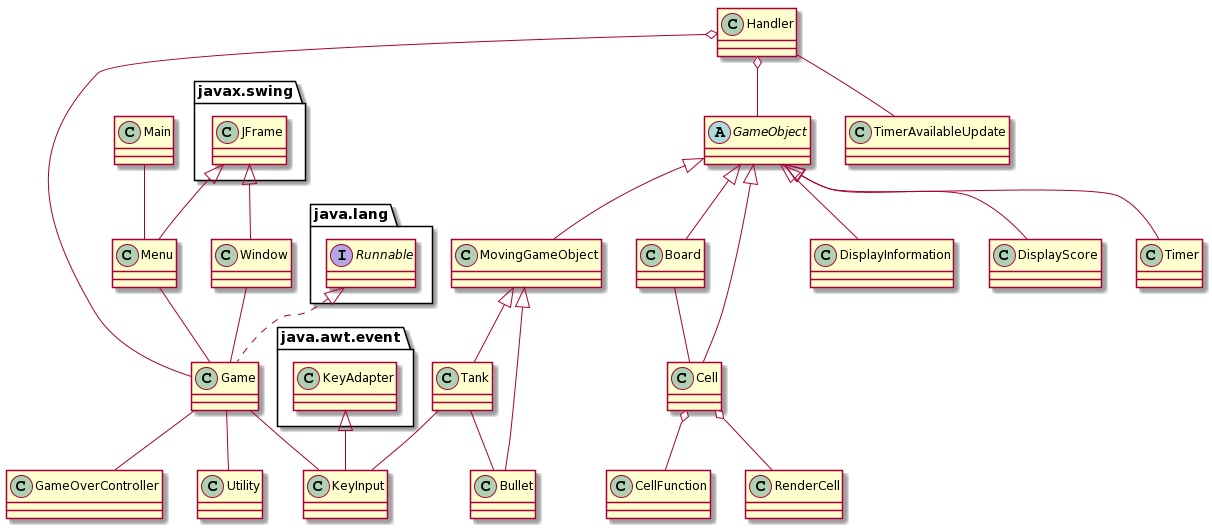 C Handler
javax.swing
C Main
C JFrame
A GameObject
C TimerAvailableUpdate
java.lang
C Menu
C Window
I Runnable
C MovingGameObject
C Board
C DisplayInformation
C DisplayScore
C Timer
java.awt.event
C Game
C KeyAdapter
C Tank
C Cell
C GameOverController
C Utility
C KeyInput
C Bullet
C CellFunction
C RenderCell